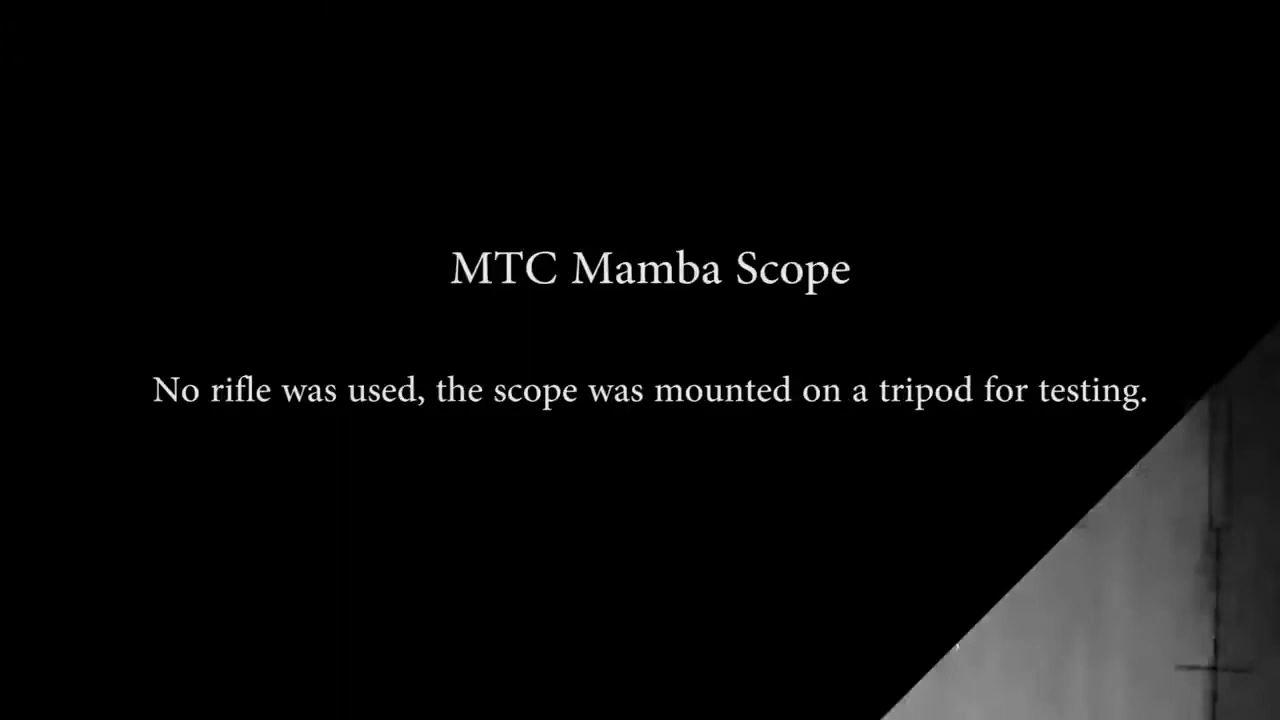 MTC Mamba Scope
No rifle was used, the scope was mounted on a tripod for testing.